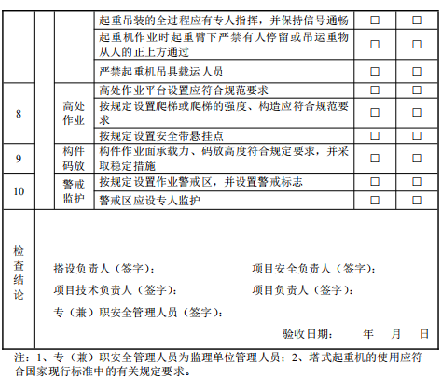 起重吊装的全过程应有专人指挥，并保持信号通畅 □ □
起重机作业时起重臂下严禁有人停留或吊运重物
从人的正上方通过 □ □
严禁起重机吊具载运人员 □ □
8 高处作业 高处作业平台设置应符合规范要求 □ □
按规定设置爬梯或爬梯的强度、构造应符合规范要
求 □ □
按规定设置安全带悬挂点 □ □
9 构件码放 构件作业面承载力、码放高度符合规定要求，并采
取稳定措施 □ □
10 警戒监护 按规定设置作业警戒区，并设置警戒标志 □ □
警戒区应设专人监护 □ □
检查结论
搭设负责人（签字）： 项目安全负责人（签字）：
项目技术负责人（签字）： 项目负责人（签字）：
专（兼）职安全管理人员（签字）：
验收日期： 年 月 日
注：1、专（兼）职安全管理人员为监理单位管理人员；2、塔式起重机的使用应符
合国家现行标准中的有关规定要求。